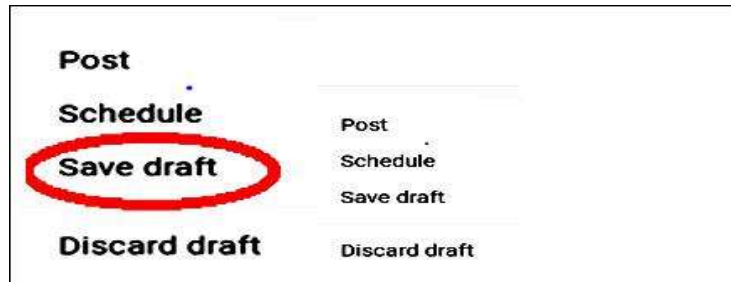 Post
Schedule
Save draft
Discard draft
Post
Schedule
Save draft
Discard draft